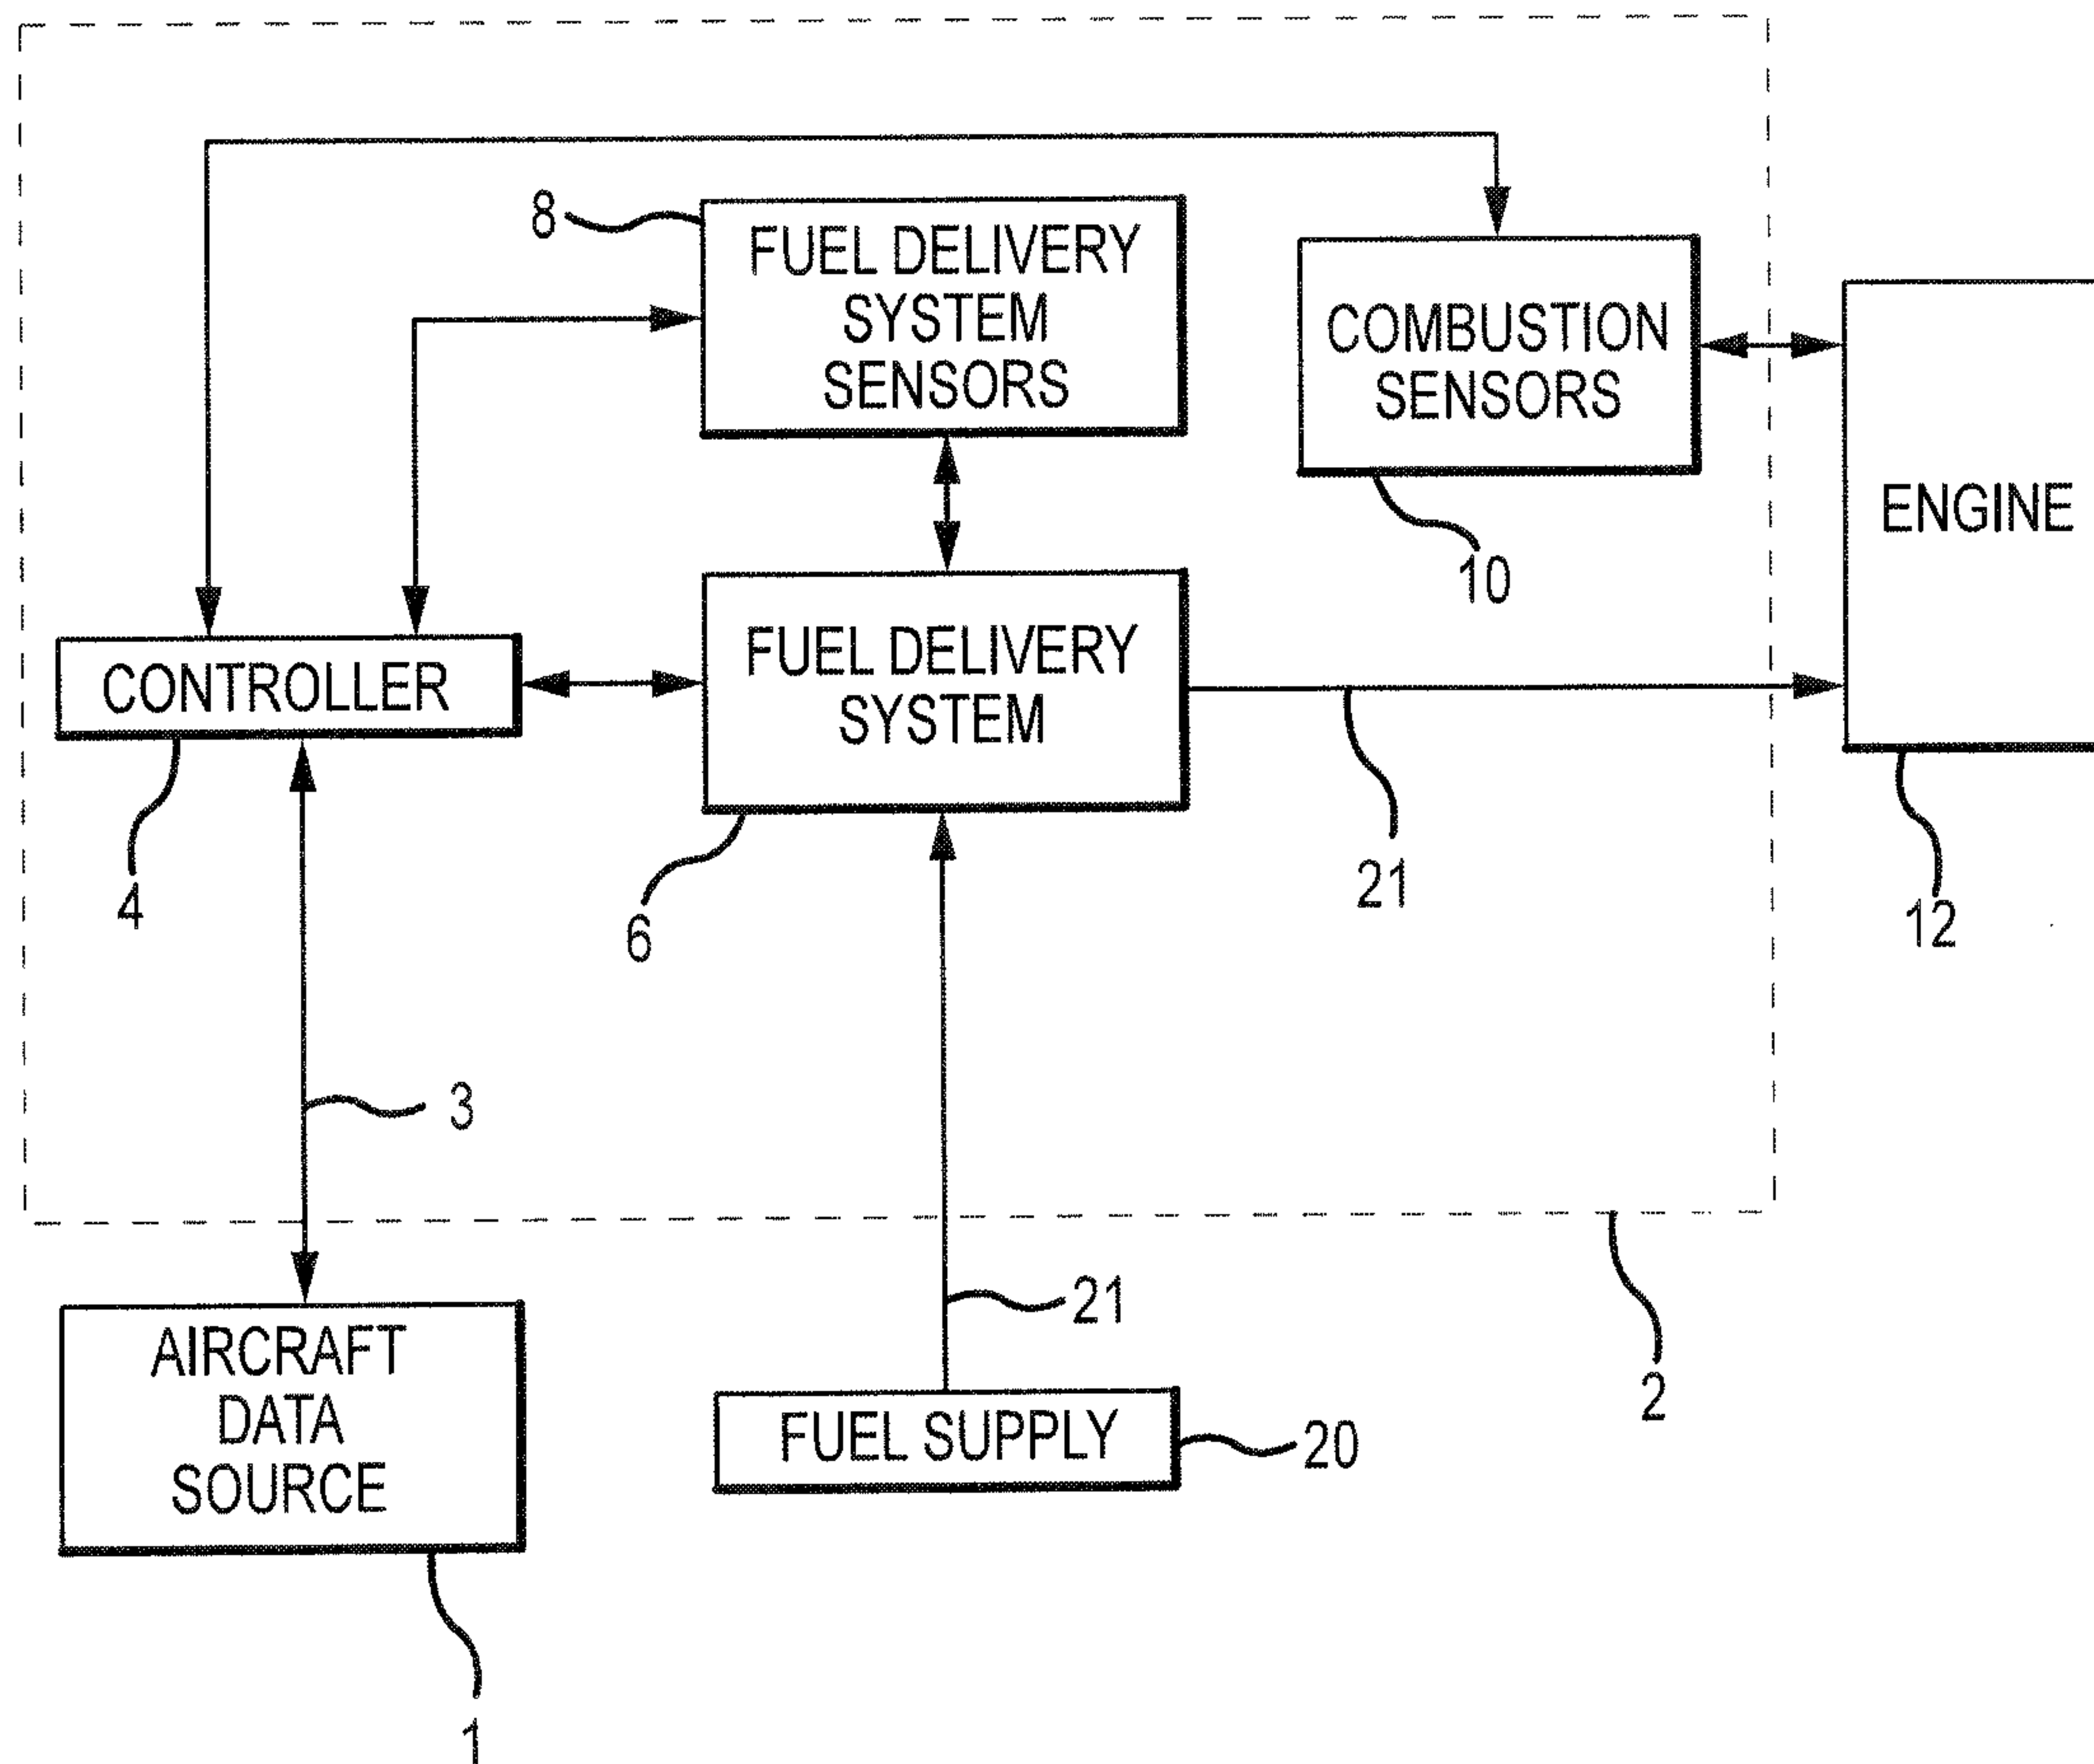 8
FUEL DELIVERY
SYSTEM
SENSORS
COMBUSTION
SENSORS
10
ENGINE
12
CONTROLLER
4
FUEL DELIVERY
SYSTEM
6
21
3
21
2
AIRCRAFT
DATA
SOURCE
1
FUEL SUPPLY
20